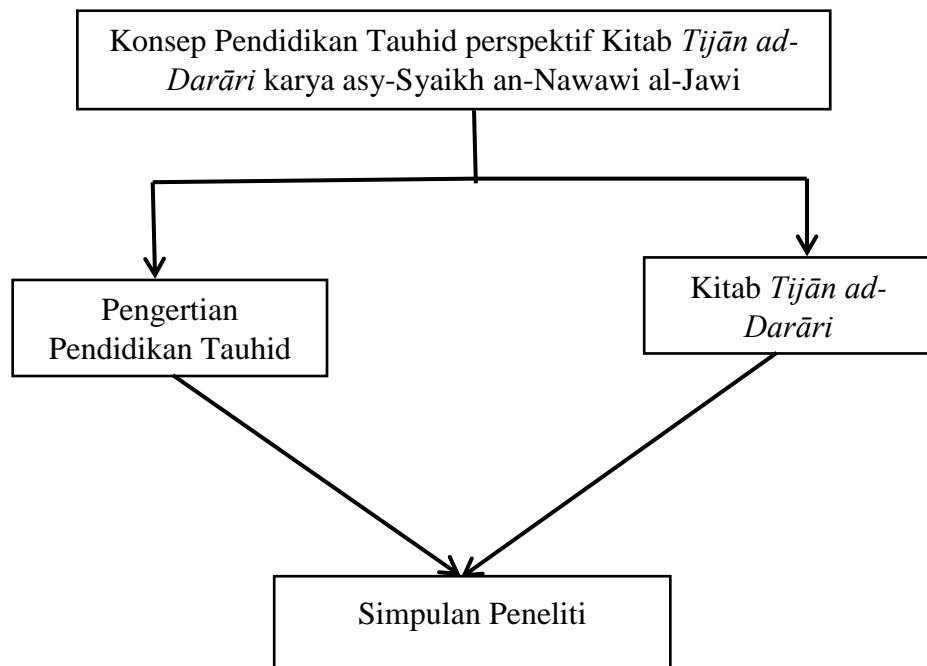 Konsep Pendidikan Tauhid perspektif Kitab Tijān ad-
Darāri karya asy-Syaikh an-Nawawi al-Jawi
Pengertian
Pendidikan Tauhid
Kitab Tijān ad-
Darāri
Simpulan Peneliti